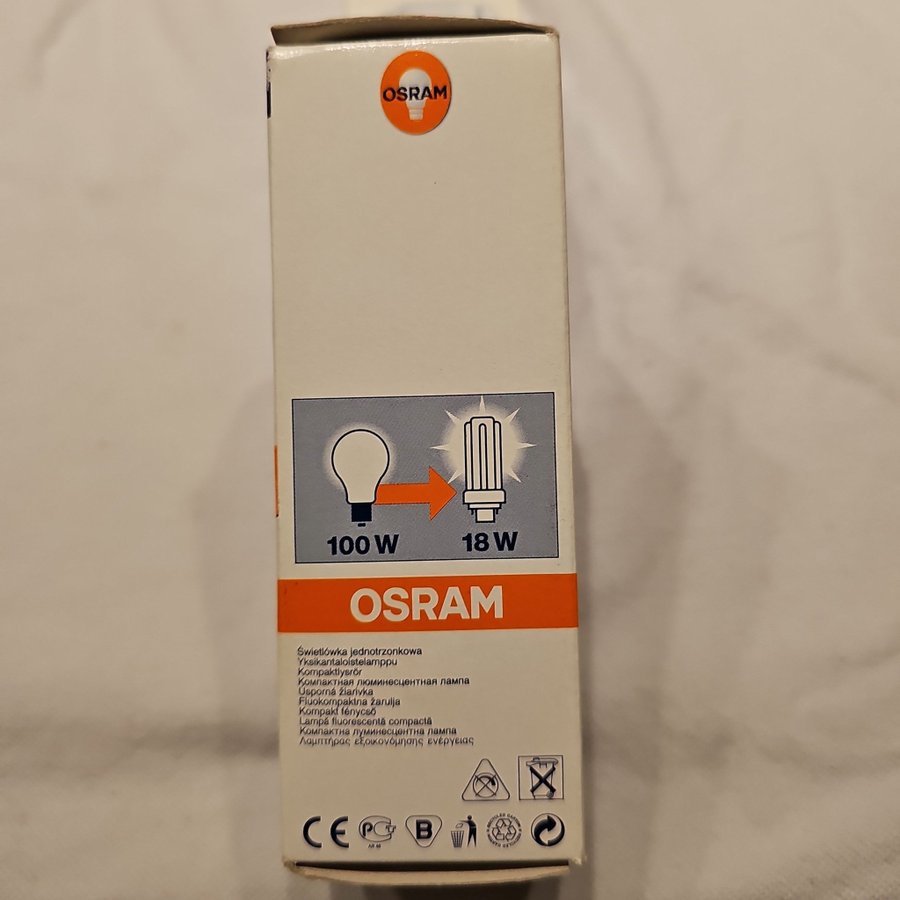 OSRAM
100 W
18 W
OSRAM
Świetlówka jednotrzonkowa
Yksikantaloistelamppu
Kompaktlysrör
Компактная люминесцентная лампа
Úsporná žiarivka
Fluokompaktna žarulja
Kompakt fénycső
Lampă fluorescentă compactă
Компактна луминесцентна лампа
Λαμπτήρας εξοικονόμησης ενέργειας
CE
B